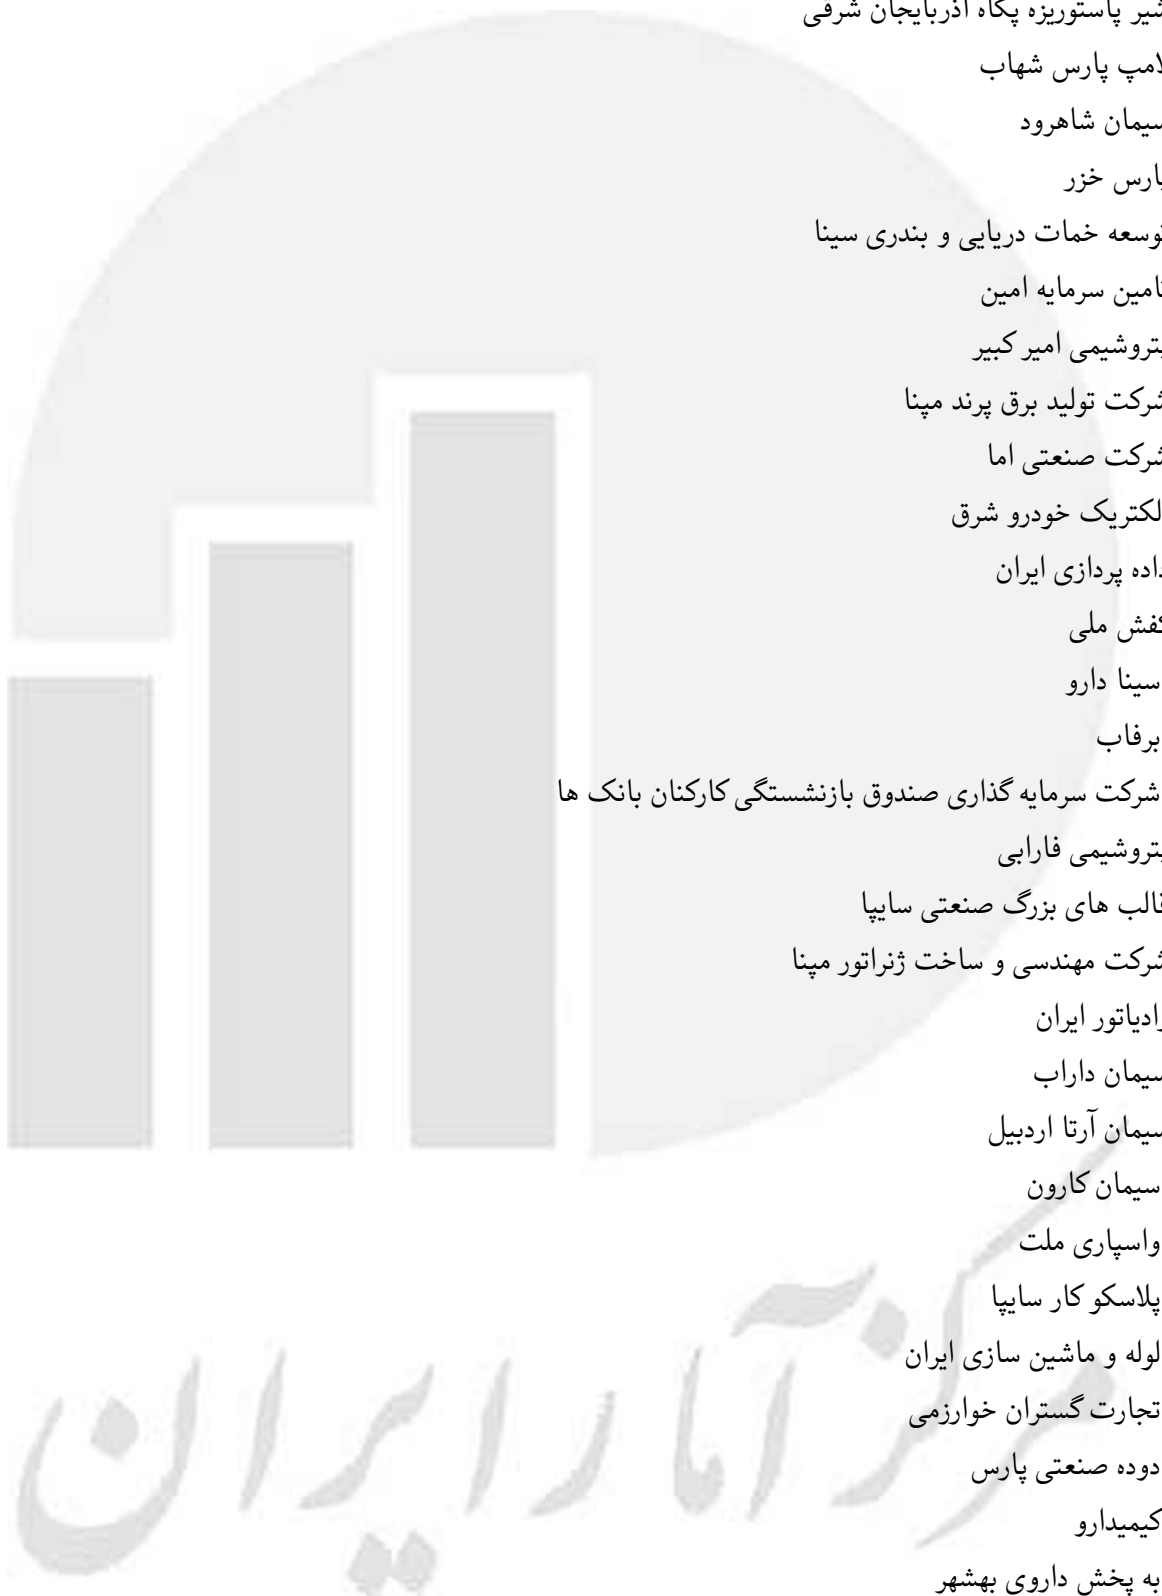 شیر پاستوریزه پگاه آذربایجان شرقی
لامپ پارس شهاب
سیمان شاهرود
پارس خزر
توسعه خمات دریایی و بندری سینا
تامین سرمایه امین
پتروشیمی امیر کبیر
شرکت تولید برق پرند مپنا
شرکت صنعتی اما
الکتریک خودرو شرق
داده پردازی ایران
کفش ملی
سینا دارو
برفاب
شرکت سرمایه گذاری صندوق بازنشستگی کارکنان بانک ها
پتروشیمی فارابی
قالب های بزرگ صنعتی سایپا
شرکت مهندسی و ساخت ژنراتور مپنا
رادیاتور ایران
سیمان داراب
سیمان آرتا اردبیل
سیمان کارون
واسپاری ملت
پلاسکو کار سایپا
لوله و ماشین سازی ایران
تجارت گستران خوارزمی
دوده صنعتی پارس
کیمیدارو
به پخش داروی بهشهر
مرکز آمار ایران